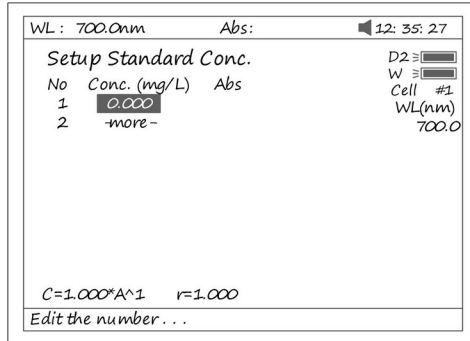 WL: 700.0nm Abs: 12: 35: 27
Setup Standard Conc.
D2
W
No Conc. (mg/L) Abs
Cell #1
1 0.000
WL(nm)
2 -more-
700.0
C=1.000*A^1 r=1.000
Edit the number...